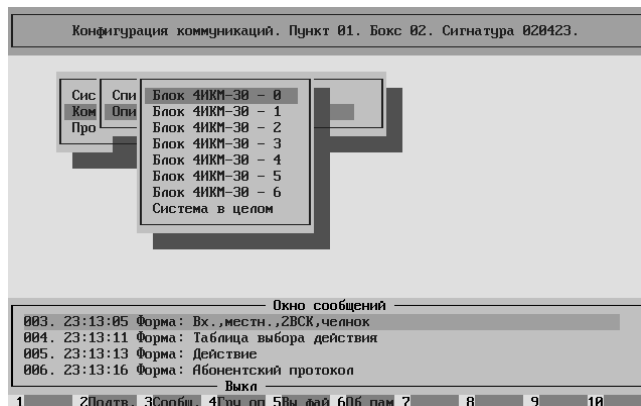 Конфигурация коммуникаций. Пункт 01. Бокс 02. Сигнатура 020423.
Сис
Ком
Про
Спи
Опи
Блок 4ИКМ-30 - 0
Блок 4ИКМ-30 - 1
Блок 4ИКМ-30 - 2
Блок 4ИКМ-30 - 3
Блок 4ИКМ-30 - 4
Блок 4ИКМ-30 - 5
Блок 4ИКМ-30 - 6
Система в целом
Окно сообщений
003. 23:13:05 Форма: Вх.,местн.,2ВСК,челнок
004. 23:13:11 Форма: Таблица выбора действия
005. 23:13:13 Форма: Действие
006. 23:13:16 Форма: Абонентский протокол
Выкл
1 2Подтв. 3Сообщ. 4Гру оп 5Вы фай 6Об пам 7 8 9 10